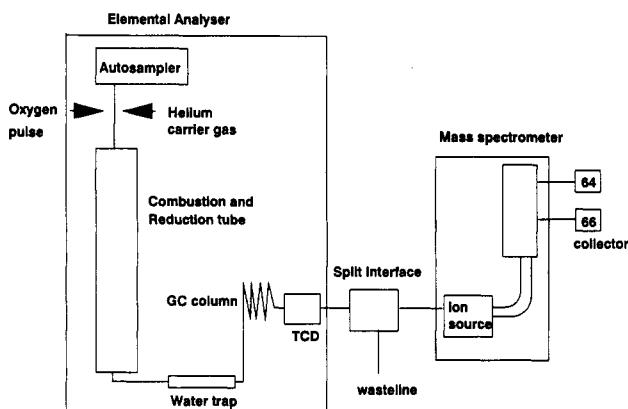 Elemental Analyser
Autosampler
Oxygen
pulse
Helium
carrier gas
Combustion and
Reduction tube
GC column
TCD
Water trap
Split Interface
wasteline
Mass spectrometer
64
66
collector
Ion
source